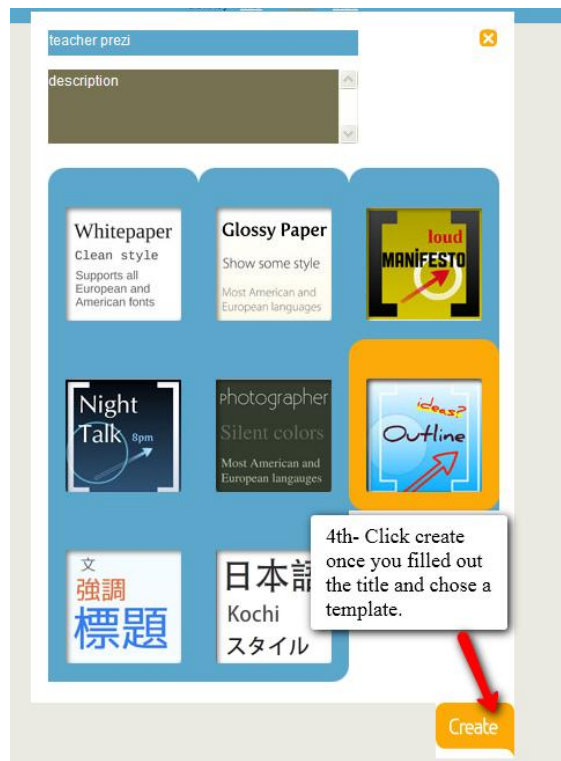 teacher prezi
description
Whitepaper
Clean style
Supports all
European and
American fonts
Glossy Paper
Show some style
Most American and
European languages
loud
MANIFESTO
Night
Talk 8pm
photographer
Silent colors
Most American and
European langauges
ideas?
Outline
4th- Click create
once you filled out
the title and chose a
template.
文
強調
標題
日本語
Kochi
スタイル
Create